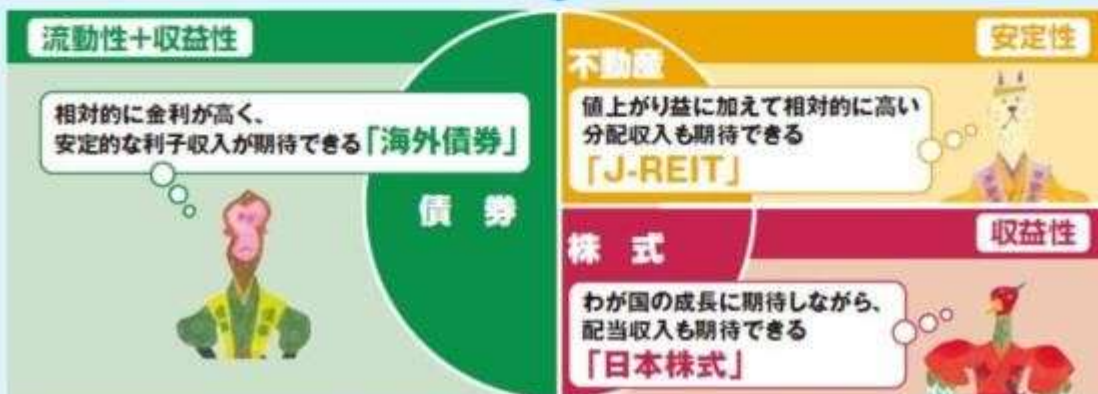 流動性+収益性
相対的に金利が高く、
安定的な利子収入が期待できる「海外債券」
債 券
不動産
安定性
値上がり益に加えて相対的に高い
分配収入も期待できる
「J-REIT」
株 式
収益性
わが国の成長に期待しながら、
配当収入も期待できる
「日本株式」